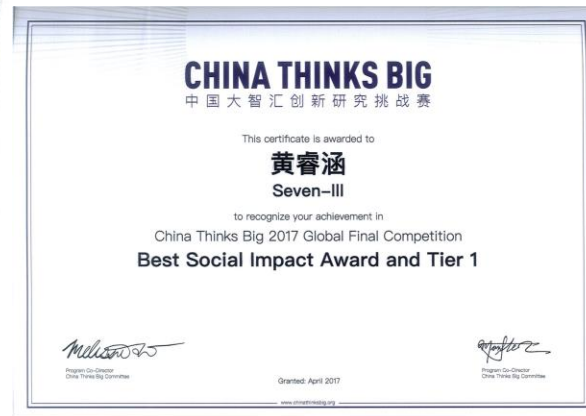 CHINA THINKS BIG
中国大智汇创新研究挑战赛
This certificate is awarded to
黄睿涵
Seven-III
to recognize your achievement in
China Thinks Big 2017 Global Final Competition
Best Social Impact Award and Tier 1
Program Co-Director
China Thinks Big Committee
Program Co-Director
China Thinks Big Committee
Granted: April 2017
www.chinathinksbig.org